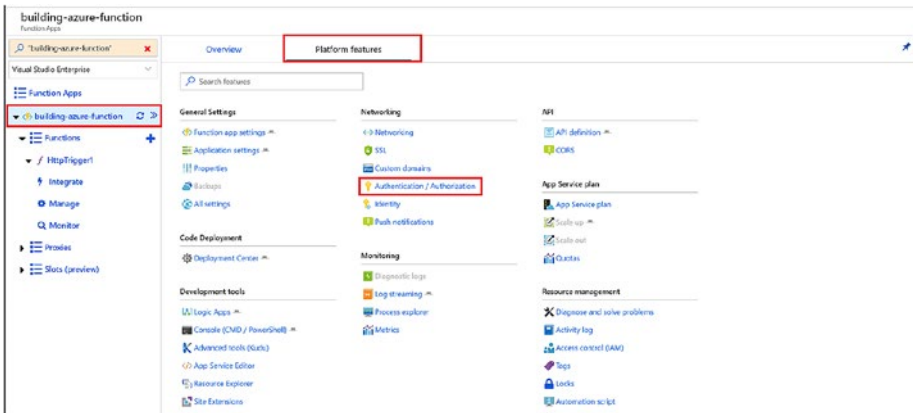 building-azure-function
Function Apps
"building-azure-function"
Visual Studio Enterprise
Function Apps
building-azure-function
Functions
HttpTrigger1
Integrate
Manage
Monitor
Proxies
Slots (preview)
Overview
Platform features
Search features
General Settings
Function app settings
Application settings
Properties
Backups
All settings
Code Deployment
Deployment Center
Development tools
Logic Apps
Console (CMD / PowerShell)
Advanced tools (Kudu)
App Service Editor
Resource Explorer
Site Extensions
Networking
Networking
SSL
Custom domains
Authentication / Authorization
Identity
Push notifications
Monitoring
Diagnostic logs
Log streaming
Process explorer
Metrics
API
API definition
CORS
App Service plan
App Service plan
Scale up
Scale out
Quotas
Resource management
Diagnose and solve problems
Activity log
Access control (IAM)
Tags
Locks
Automation script